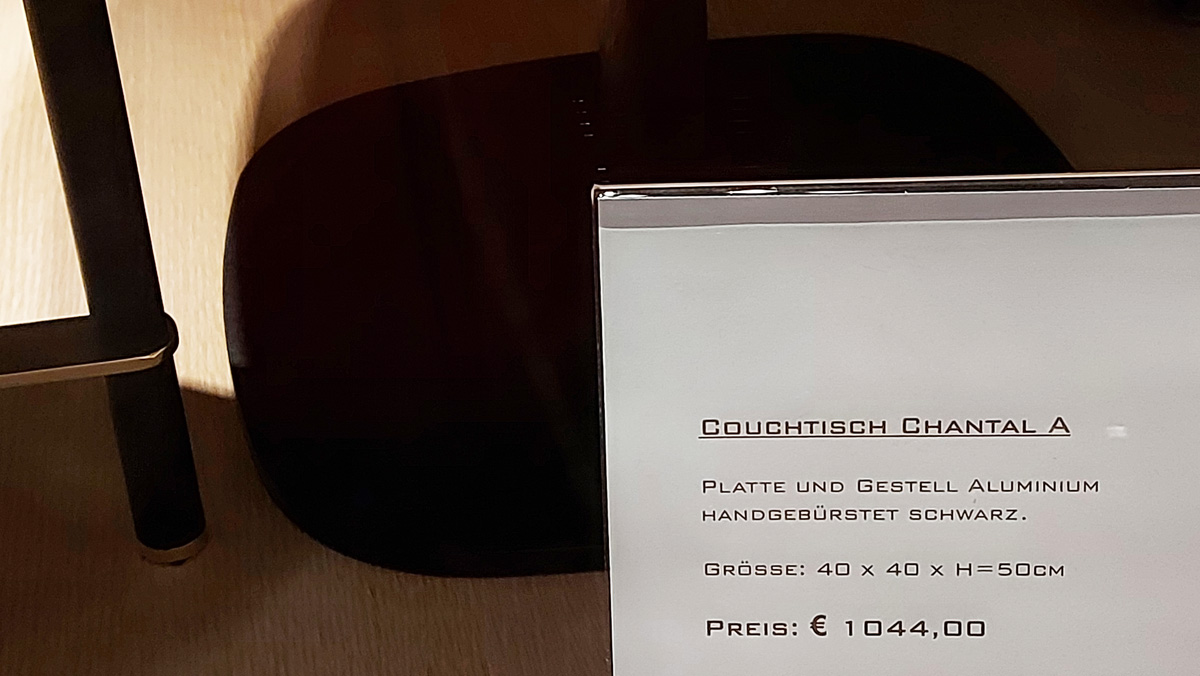 Couchtisch Chantal A
Platte und Gestell Aluminium
handgebürstet schwarz.
Grösse: 40 x 40 x H=50cm
Preis: € 1044,00